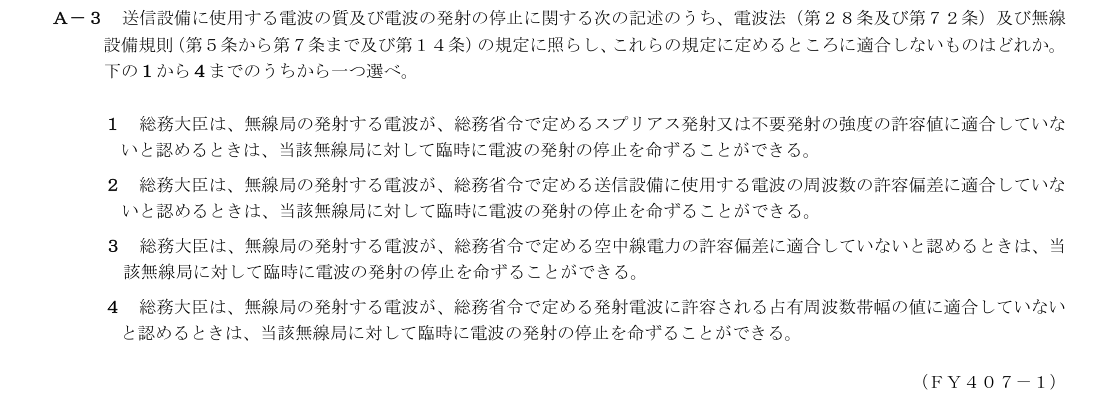 Ａ－３　送信設備に使用する電波の質及び電波の発射の停止に関する次の記述のうち、電波法（第２８条及び第７２条）及び無線
設備規則（第５条から第７条まで及び第１４条）の規定に照らし、これらの規定に定めるところに適合しないものはどれか。
下の１から４までのうちから一つ選べ。
１　総務大臣は、無線局の発射する電波が、総務省令で定めるスプリアス発射又は不要発射の強度の許容値に適合していな
いと認めるときは、当該無線局に対して臨時に電波の発射の停止を命ずることができる。
２　総務大臣は、無線局の発射する電波が、総務省令で定める送信設備に使用する電波の周波数の許容偏差に適合していな
いと認めるときは、当該無線局に対して臨時に電波の発射の停止を命ずることができる。
３　総務大臣は、無線局の発射する電波が、総務省令で定める空中線電力の許容偏差に適合していないと認めるときは、当
該無線局に対して臨時に電波の発射の停止を命ずることができる。
４　総務大臣は、無線局の発射する電波が、総務省令で定める発射電波に許容される占有周波数帯幅の値に適合していない
と認めるときは、当該無線局に対して臨時に電波の発射の停止を命ずることができる。
（ＦＹ４０７－１）